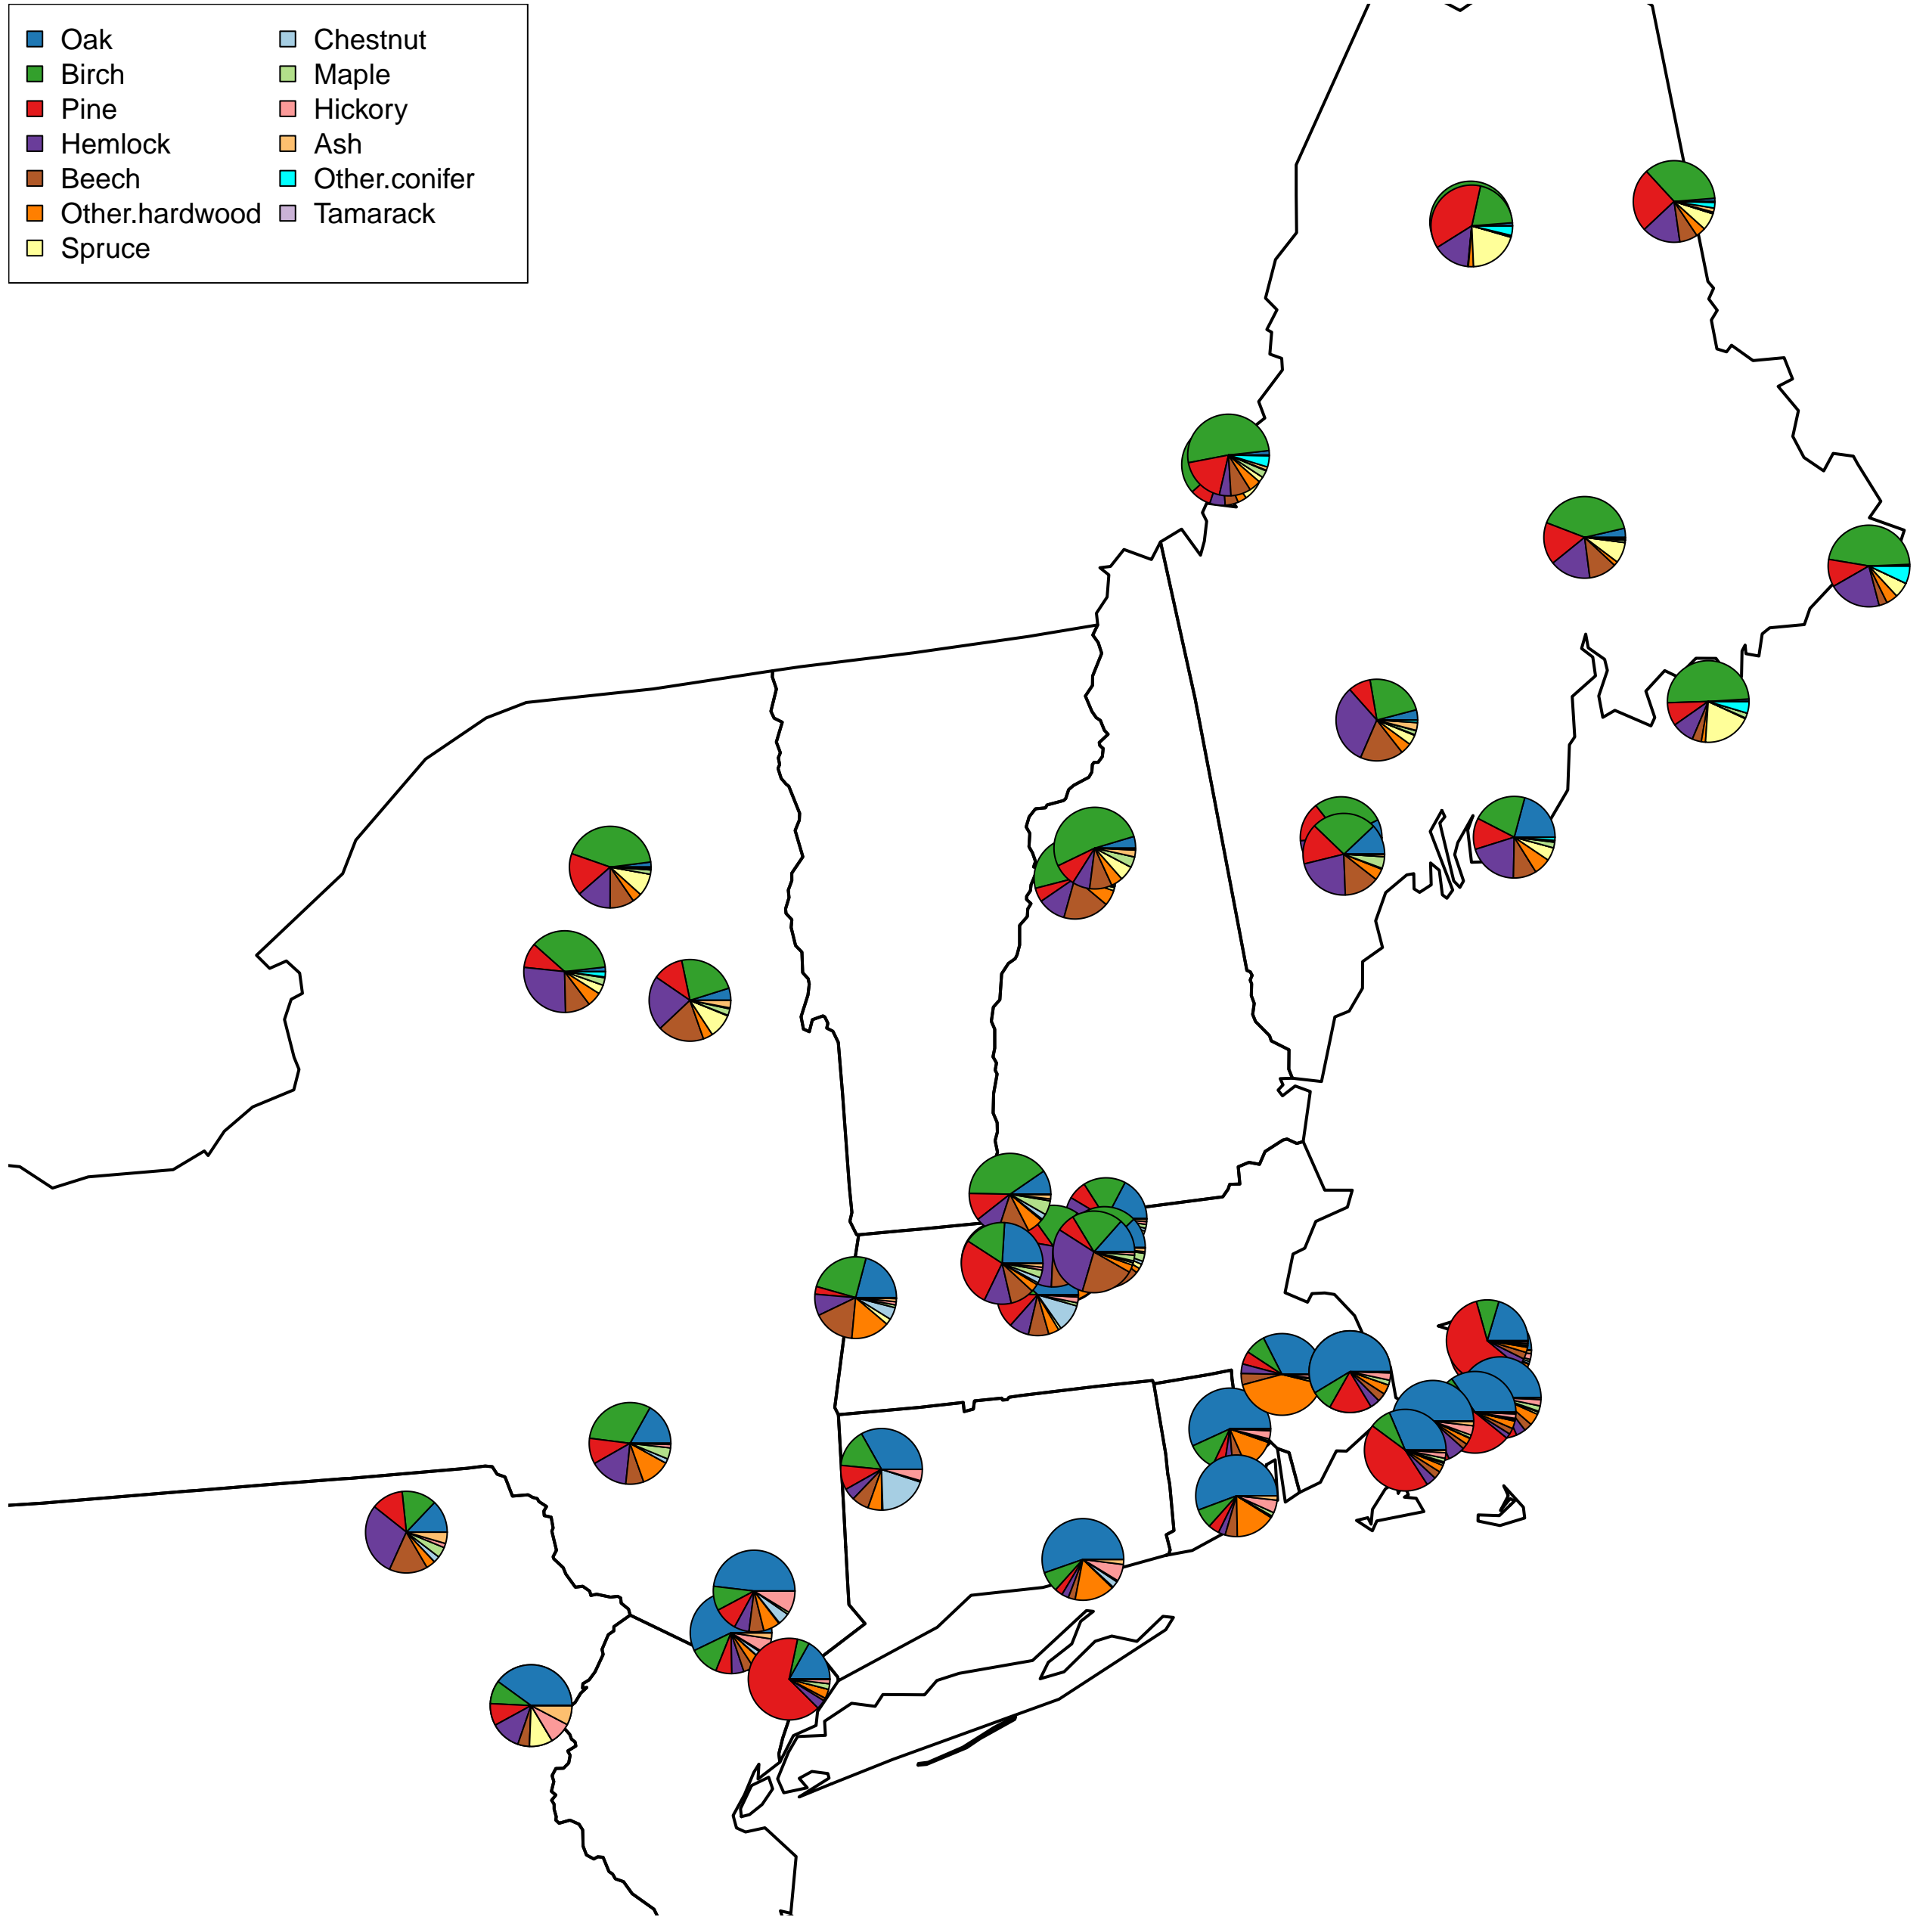 Oak
Birch
Pine
Hemlock
Beech
Other.hardwood
Spruce
Chestnut
Maple
Hickory
Ash
Other.conifer
Tamarack